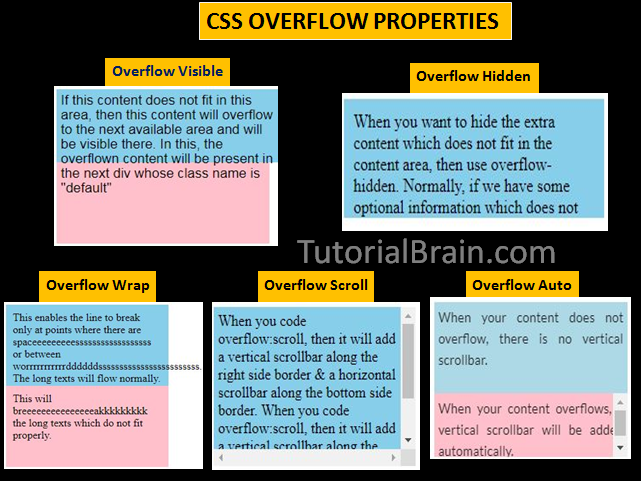 CSS OVERFLOW PROPERTIES
Overflow Visible
If this content does not fit in this
area, then this content will overflow
to the next available area and will
be visible there. In this, the
overflown content will be present in
the next div whose class name is
"default"
Overflow Hidden
When you want to hide the extra
content which does not fit in the
content area, then use overflow-
hidden. Normally, if we have some
optional information which does not
TutorialBrain.com
Overflow Wrap
This enables the line to break
only at points where there are
spaceeeeeeeeessssssssssssssssss
or between
worrrrrrrrrrrddddddsssssssssssssssssssssssss.
The long texts will flow normally.
This will
breeeeeeeeeeeeeeeakkkkkkkkk
the long texts which do not fit
properly.
Overflow Scroll
When you code
overflow:scroll, then it will add
a vertical scrollbar along the
right side border & a horizontal
scrollbar along the bottom side
border. When you code
overflow:scroll, then it will add
a vertical scrollbar along the
Overflow Auto
When your content does not
overflow, there is no vertical
scrollbar.
When your content overflows,
vertical scrollbar will be adde
automatically.